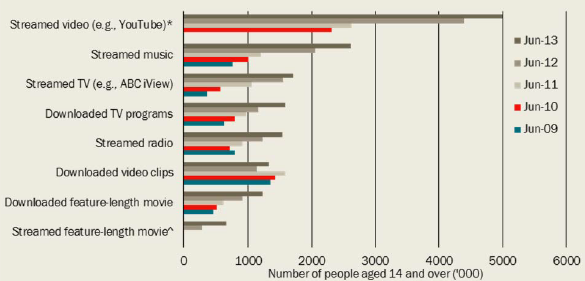 Streamed video (e.g., YouTube)*
Streamed music
Streamed TV (e.g., ABC iView)
Downloaded TV programs
Streamed radio
Downloaded video clips
Downloaded feature-length movie
Streamed feature-length movie^
Jun-13
Jun-12
Jun-11
Jun-10
Jun-09
0 1000 2000 3000 4000 5000 6000
Number of people aged 14 and over ('000)